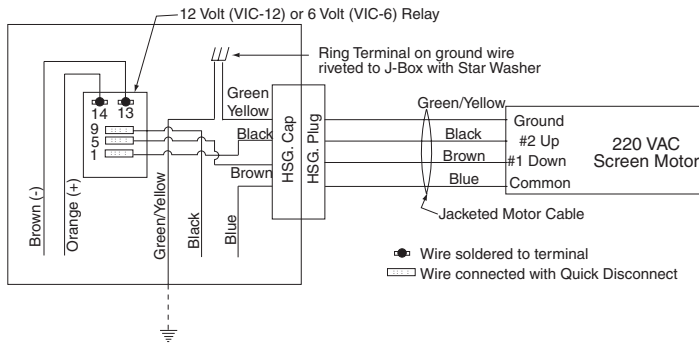 12 Volt (VIC-12) or 6 Volt (VIC-6) Relay
Ring Terminal on ground wire
riveted to J-Box with Star Washer
14 13
9
5
1
Green
Yellow
Black
Brown
HSG. Cap
HSG. Plug
Green/Yellow
Black
Brown
Blue
Ground
#2 Up
#1 Down
Common
220 VAC
Screen Motor
Jacketed Motor Cable
Brown (-)
Orange (+)
Green/Yellow
Black
Blue
Wire soldered to terminal
Wire connected with Quick Disconnect